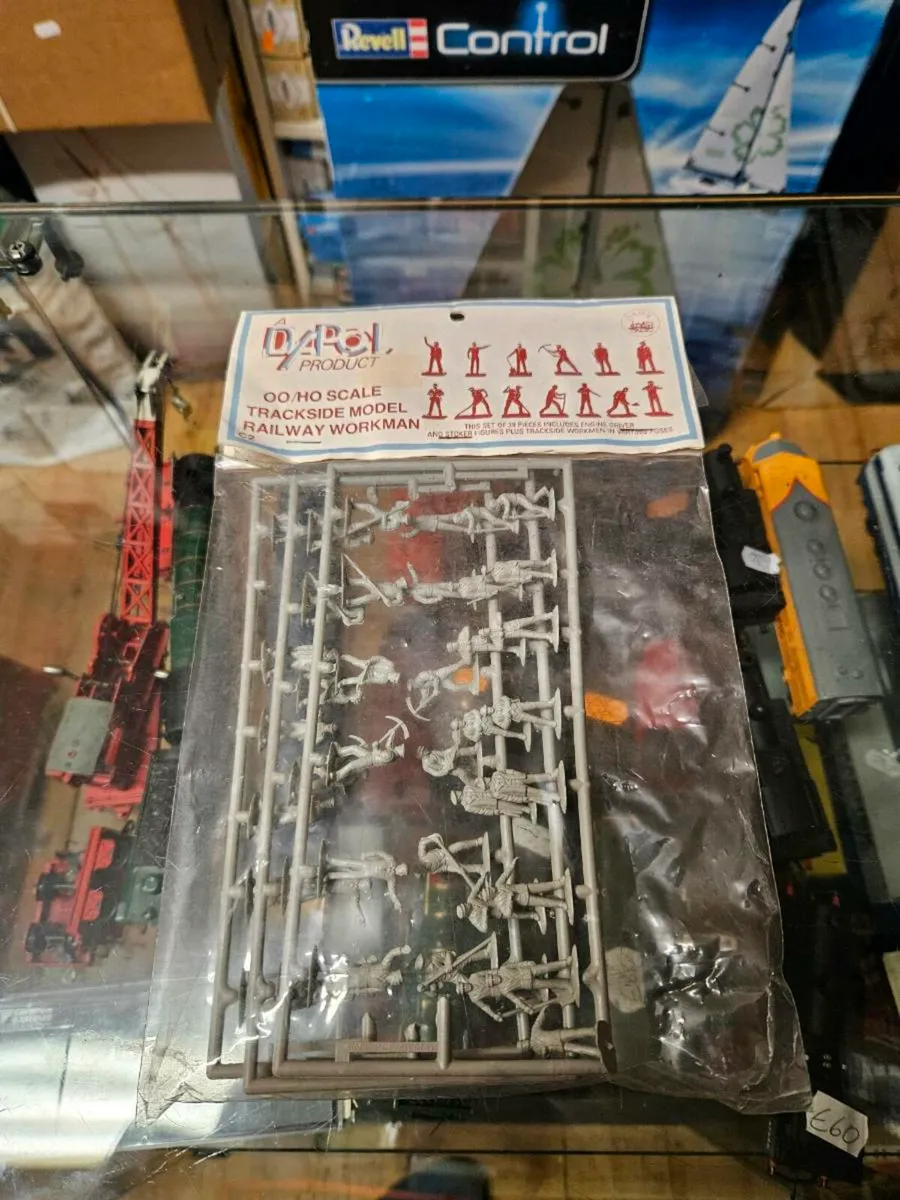 Revell Control
A
DAPOL
PRODUCT
OO/HO SCALE
TRACKSIDE MODEL
RAILWAY WORKMAN
THIS SET OF 39 PIECES INCLUDES ENGINE DRIVER
AND STOKER FIGURES PLUS TRACKSIDE WORKMEN IN VARIOUS POSES
£60